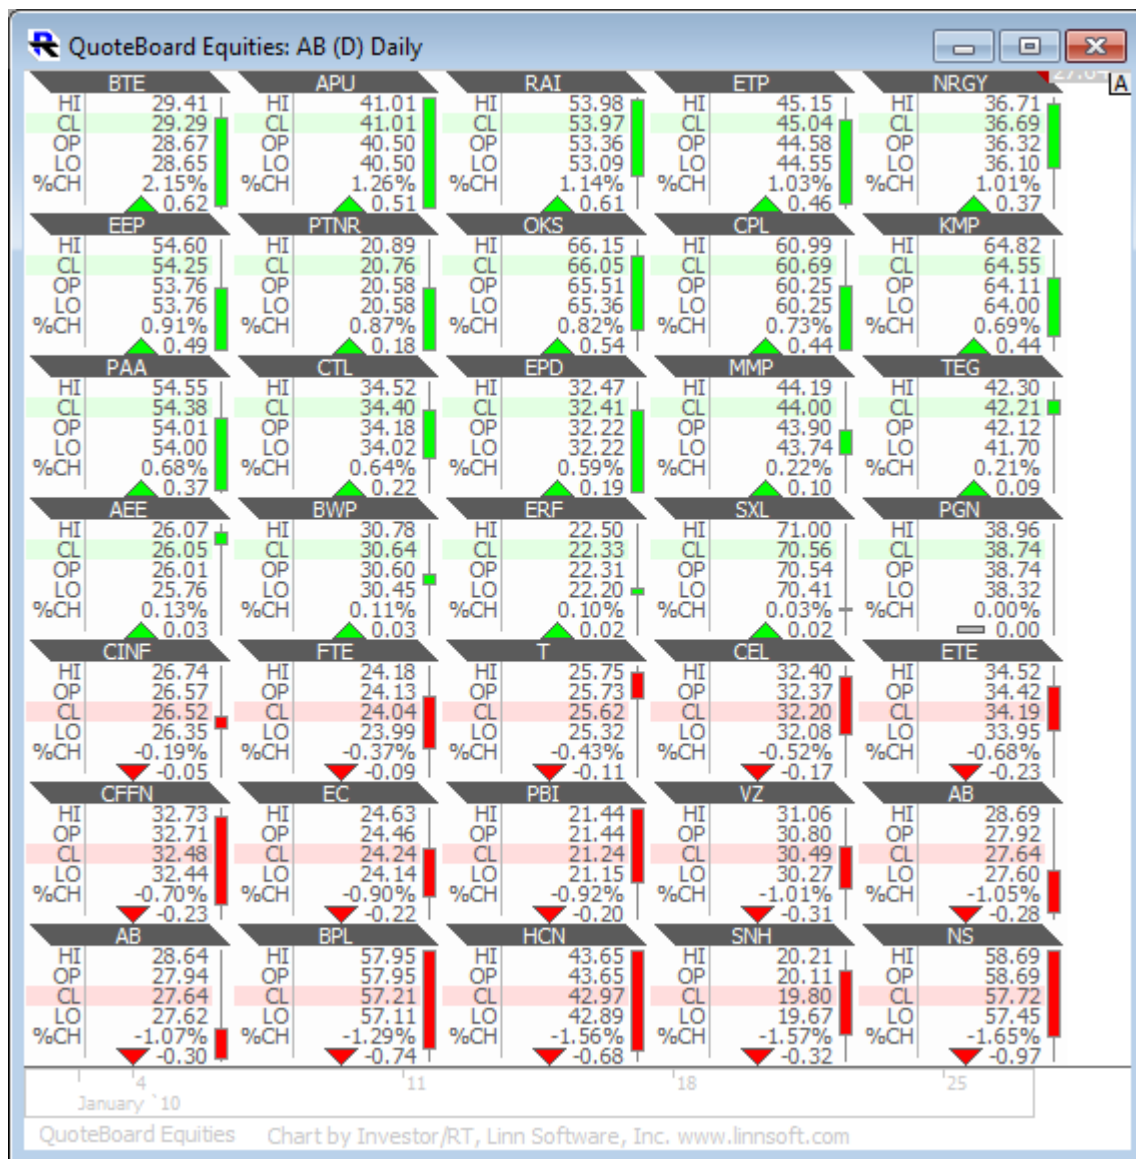 QuoteBoard Equities: AB (D) Daily
BTE APU RAI ETP NRGY A
HI 29.41 HI 41.01 HI 53.98 HI 45.15 HI 36.71
CL 29.29 CL 41.01 CL 53.97 CL 45.04 CL 36.69
OP 28.67 OP 40.50 OP 53.36 OP 44.58 OP 36.32
LO 28.65 LO 40.50 LO 53.09 LO 44.55 LO 36.10
%CH 2.15% %CH 1.26% %CH 1.14% %CH 1.03% %CH 1.01%
0.62 0.51 0.61 0.46 0.37
EEP PTNR OKS CPL KMP
HI 54.60 HI 20.89 HI 66.15 HI 60.99 HI 64.82
CL 54.25 CL 20.76 CL 66.05 CL 60.69 CL 64.55
OP 53.76 OP 20.58 OP 65.51 OP 60.25 OP 64.11
LO 53.76 LO 20.58 LO 65.36 LO 60.25 LO 64.00
%CH 0.91% %CH 0.87% %CH 0.82% %CH 0.73% %CH 0.69%
0.49 0.18 0.54 0.44 0.44
PAA CTL EPD MMP TEG
HI 54.55 HI 34.52 HI 32.47 HI 44.19 HI 42.30
CL 54.38 CL 34.40 CL 32.41 CL 44.00 CL 42.21
OP 54.01 OP 34.18 OP 32.22 OP 43.90 OP 42.12
LO 54.00 LO 34.02 LO 32.22 LO 43.74 LO 41.70
%CH 0.68% %CH 0.64% %CH 0.59% %CH 0.22% %CH 0.21%
0.37 0.22 0.19 0.10 0.09
AEE BWP ERF SXL PGN
HI 26.07 HI 30.78 HI 22.50 HI 71.00 HI 38.96
CL 26.05 CL 30.64 CL 22.33 CL 70.56 CL 38.74
OP 26.01 OP 30.60 OP 22.31 OP 70.54 OP 38.74
LO 25.76 LO 30.45 LO 22.20 LO 70.41 LO 38.32
%CH 0.13% %CH 0.11% %CH 0.10% %CH 0.03% %CH 0.00%
0.03 0.03 0.02 0.02 0.00
CINF FTE T CEL ETE
HI 26.74 HI 24.18 HI 25.75 HI 32.40 HI 34.52
OP 26.57 OP 24.13 OP 25.73 OP 32.37 OP 34.42
CL 26.52 CL 24.04 CL 25.62 CL 32.20 CL 34.19
LO 26.35 LO 23.99 LO 25.32 LO 32.08 LO 33.95
%CH -0.19% %CH -0.37% %CH -0.43% %CH -0.52% %CH -0.68%
-0.05 -0.09 -0.11 -0.17 -0.23
CFFN EC PBI VZ AB
HI 32.73 HI 24.63 HI 21.44 HI 31.06 HI 28.69
OP 32.71 OP 24.46 OP 21.44 OP 30.80 OP 27.92
CL 32.48 CL 24.24 CL 21.24 CL 30.49 CL 27.64
LO 32.44 LO 24.14 LO 21.15 LO 30.27 LO 27.60
%CH -0.70% %CH -0.90% %CH -0.92% %CH -1.01% %CH -1.05%
-0.23 -0.22 -0.20 -0.31 -0.28
AB BPL HCN SNH NS
HI 28.64 HI 57.95 HI 43.65 HI 20.21 HI 58.69
OP 27.94 OP 57.95 OP 43.65 OP 20.11 OP 58.69
CL 27.64 CL 57.21 CL 42.97 CL 19.80 CL 57.72
LO 27.62 LO 57.11 LO 42.89 LO 19.67 LO 57.45
%CH -1.07% %CH -1.29% %CH -1.56% %CH -1.57% %CH -1.65%
-0.30 -0.74 -0.68 -0.32 -0.97
4 11 18 25
January `10
QuoteBoard Equities Chart by Investor/RT, Linn Software, Inc. www.linnsoft.com